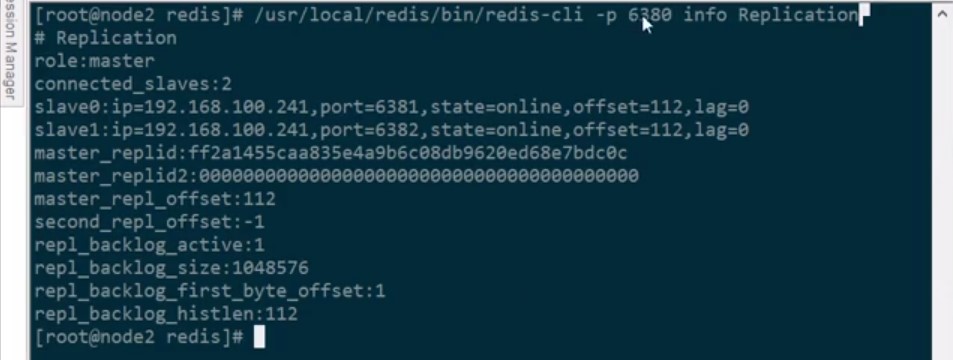 ssion Manager
[root@node2 redis]# /usr/local/redis/bin/redis-cli -p 6380 info Replication
# Replication
role:master
connected_slaves:2
slave0:ip=192.168.100.241,port=6381,state=online,offset=112,lag=0
slave1:ip=192.168.100.241,port=6382,state=online,offset=112,lag=0
master_replid:ff2a1455caa835e4a9b6c08db9620ed68e7bdc0c
master_replid2:0000000000000000000000000000000000000000
master_repl_offset:112
second_repl_offset:-1
repl_backlog_active:1
repl_backlog_size:1048576
repl_backlog_first_byte_offset:1
repl_backlog_histlen:112
[root@node2 redis]#